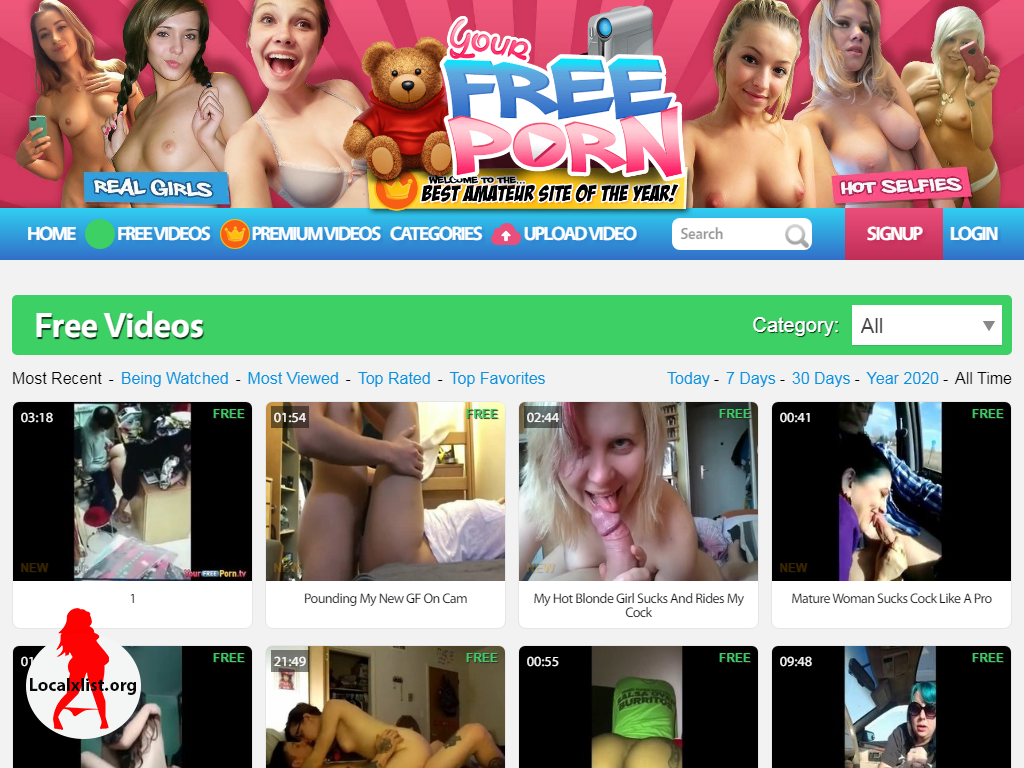 Your
FREE
PORN
WELCOME TO THE...
BEST AMATEUR SITE OF THE YEAR!
REAL GIRLS
HOT SELFIES
HOME FREE VIDEOS PREMIUM VIDEOS CATEGORIES UPLOAD VIDEO Search SIGNUP LOGIN
Free Videos Category: All
Most Recent - Being Watched - Most Viewed - Top Rated - Top Favorites Today - 7 Days - 30 Days - Year 2020 - All Time
03:18 FREE 01:54 FREE 02:44 FREE 00:41 FREE
SALSA
BURRITOS
NEW YourFREEPorn.tv NEW NEW NEW
1 Pounding My New GF On Cam My Hot Blonde Girl Sucks And Rides My Mature Woman Sucks Cock Like A Pro
Cock
FREE 21:49 FREE 00:55 FREE 09:48 FREE
Localxlist.org